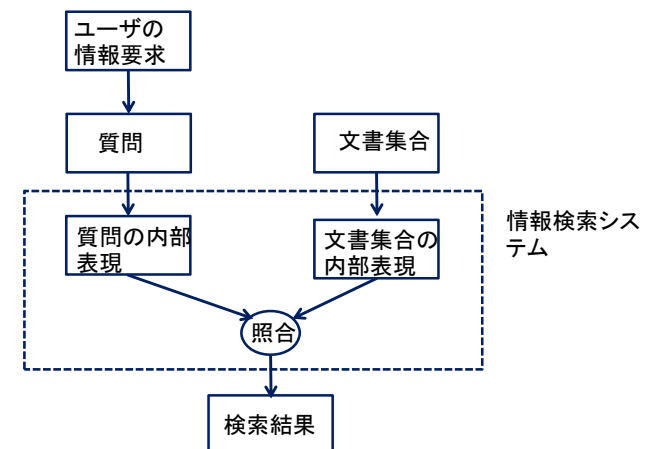 ユーザの
情報要求
質問
文書集合
質問の内部
表現
文書集合の
内部表現
情報検索シス
テム
照合
検索結果